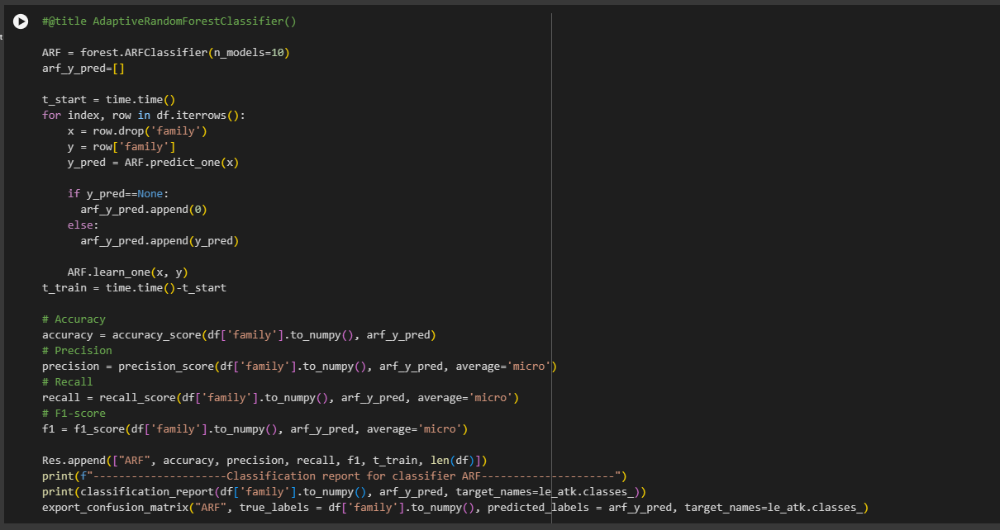 #@title AdaptiveRandomForestClassifier()
t
ARF = forest.ARFClassifier(n_models=10)
arf_y_pred=[]
t_start = time.time()
for index, row in df.iterrows():
x = row.drop('family')
y = row['family']
y_pred = ARF.predict_one(x)
if y_pred==None:
arf_y_pred.append(0)
else:
arf_y_pred.append(y_pred)
ARF.learn_one(x, y)
t_train = time.time()-t_start
# Accuracy
accuracy = accuracy_score(df['family'].to_numpy(), arf_y_pred)
# Precision
precision = precision_score(df['family'].to_numpy(), arf_y_pred, average='micro')
# Recall
recall = recall_score(df['family'].to_numpy(), arf_y_pred, average='micro')
# F1-score
f1 = f1_score(df['family'].to_numpy(), arf_y_pred, average='micro')
Res.append(["ARF", accuracy, precision, recall, f1, t_train, len(df)])
print(f"---------------------Classification report for classifier ARF---------------------")
print(classification_report(df['family'].to_numpy(), arf_y_pred, target_names=le_atk.classes_))
export_confusion_matrix("ARF", true_labels = df['family'].to_numpy(), predicted_labels = arf_y_pred, target_names=le_atk.classes_)